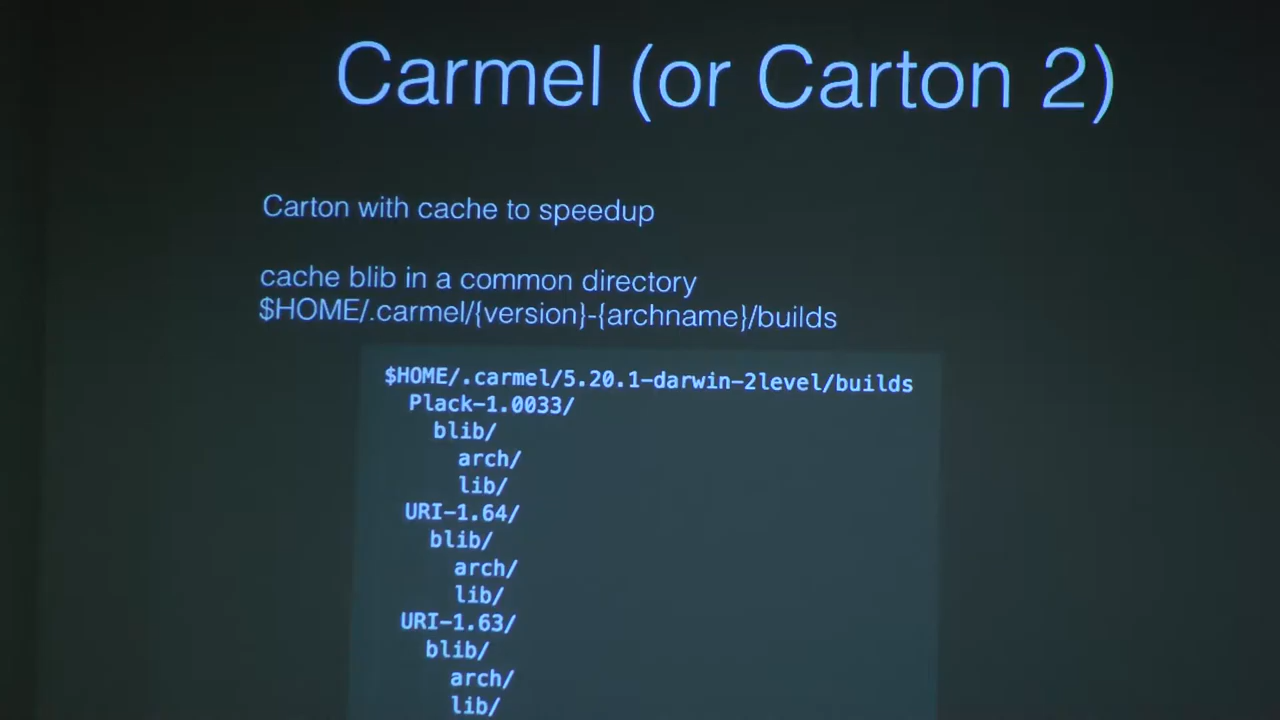 Carmel (or Carton 2)
Carton with cache to speedup
cache blib in a common directory
$HOME/.carmel/{version}-{archname}/builds
$HOME/.carmel/5.20.1-darwin-2level/builds
Plack-1.0033/
blib/
arch/
lib/
URI-1.64/
blib/
arch/
lib/
URI-1.63/
blib/
arch/
lib/